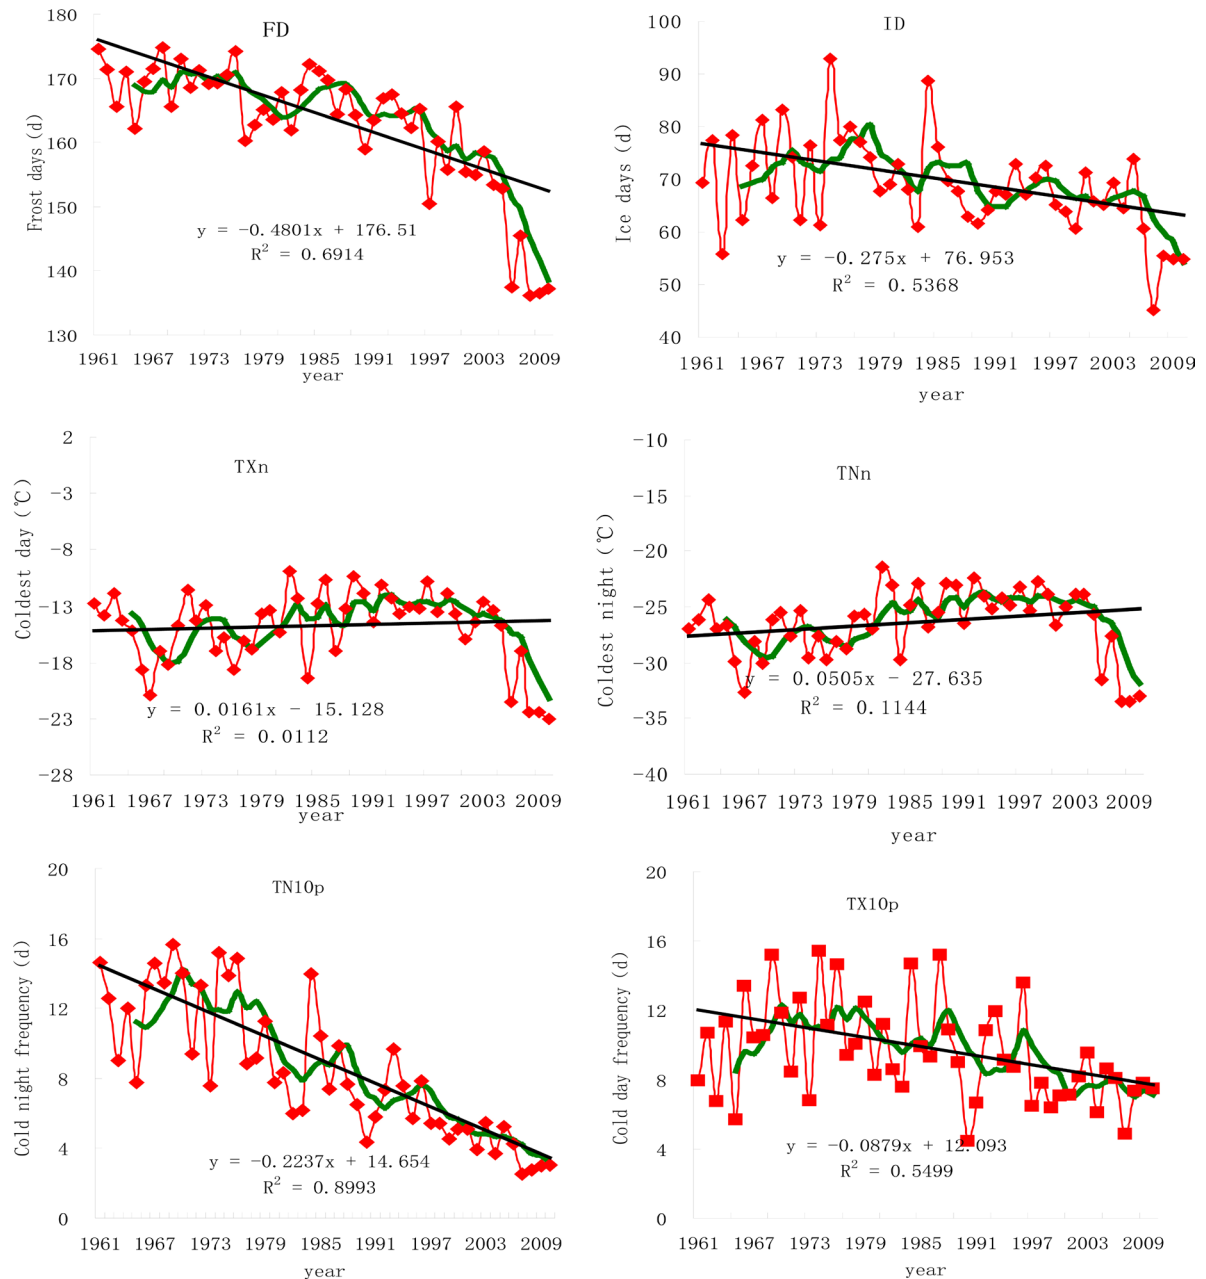 FD
Frost days (d)
180
170
160
150
140
130
y = −0.4801x + 176.51
R² = 0.6914
1961 1967 1973 1979 1985 1991 1997 2003 2009
year
ID
Ice days (d)
100
90
80
70
60
50
40
y = −0.275x + 76.953
R² = 0.5368
1961 1967 1973 1979 1985 1991 1997 2003 2009
year
TXn
Coldest day (℃)
2
−3
−8
−13
−18
−23
−28
y = 0.0161x − 15.128
R² = 0.0112
1961 1967 1973 1979 1985 1991 1997 2003 2009
year
TNn
Coldest night (℃)
−10
−15
−20
−25
−30
−35
−40
y = 0.0505x − 27.635
R² = 0.1144
1961 1967 1973 1979 1985 1991 1997 2003 2009
year
TN10p
Cold night frequency (d)
20
16
12
8
4
0
y = −0.2237x + 14.654
R² = 0.8993
1961 1967 1973 1979 1985 1991 1997 2003 2009
year
TX10p
Cold day frequency (d)
20
16
12
8
4
0
y = −0.0879x + 12.093
R² = 0.5499
1961 1967 1973 1979 1985 1991 1997 2003 2009
year